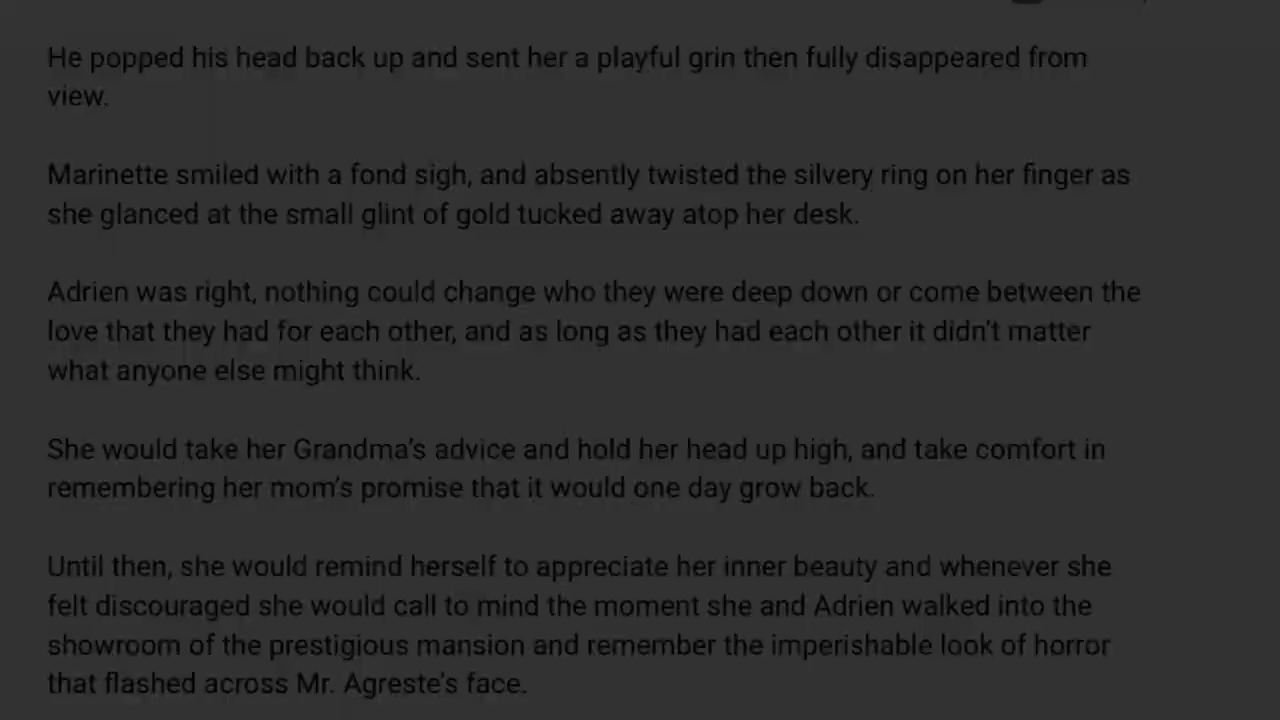 He popped his head back up and sent her a playful grin then fully disappeared from
view.
Marinette smiled with a fond sigh, and absently twisted the silvery ring on her finger as
she glanced at the small glint of gold tucked away atop her desk.
Adrien was right, nothing could change who they were deep down or come between the
love that they had for each other, and as long as they had each other it didn't matter
what anyone else might think.
She would take her Grandma's advice and hold her head up high, and take comfort in
remembering her mom's promise that it would one day grow back.
Until then, she would remind herself to appreciate her inner beauty and whenever she
felt discouraged she would call to mind the moment she and Adrien walked into the
showroom of the prestigious mansion and remember the imperishable look of horror
that flashed across Mr. Agreste's face.